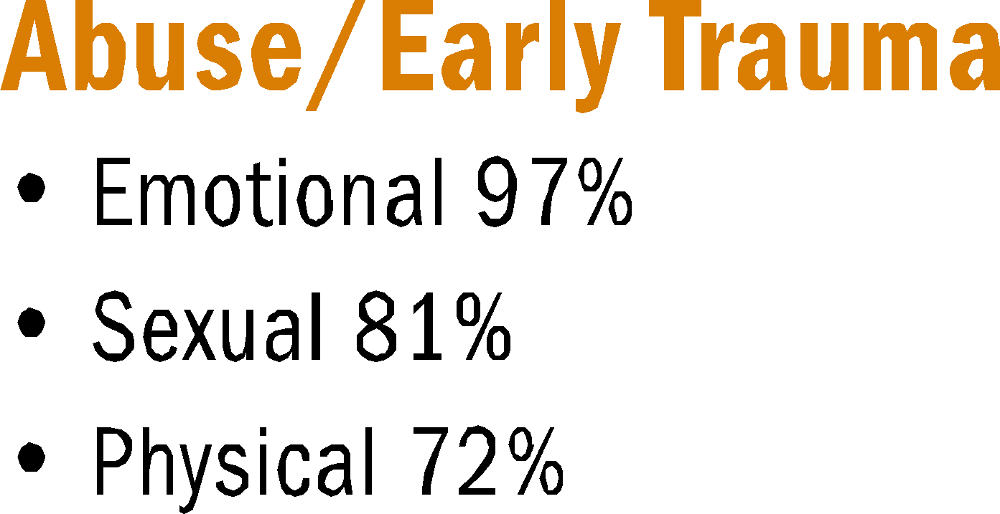 Abuse/Early Trauma
• Emotional 97%
• Sexual 81%
• Physical 72%